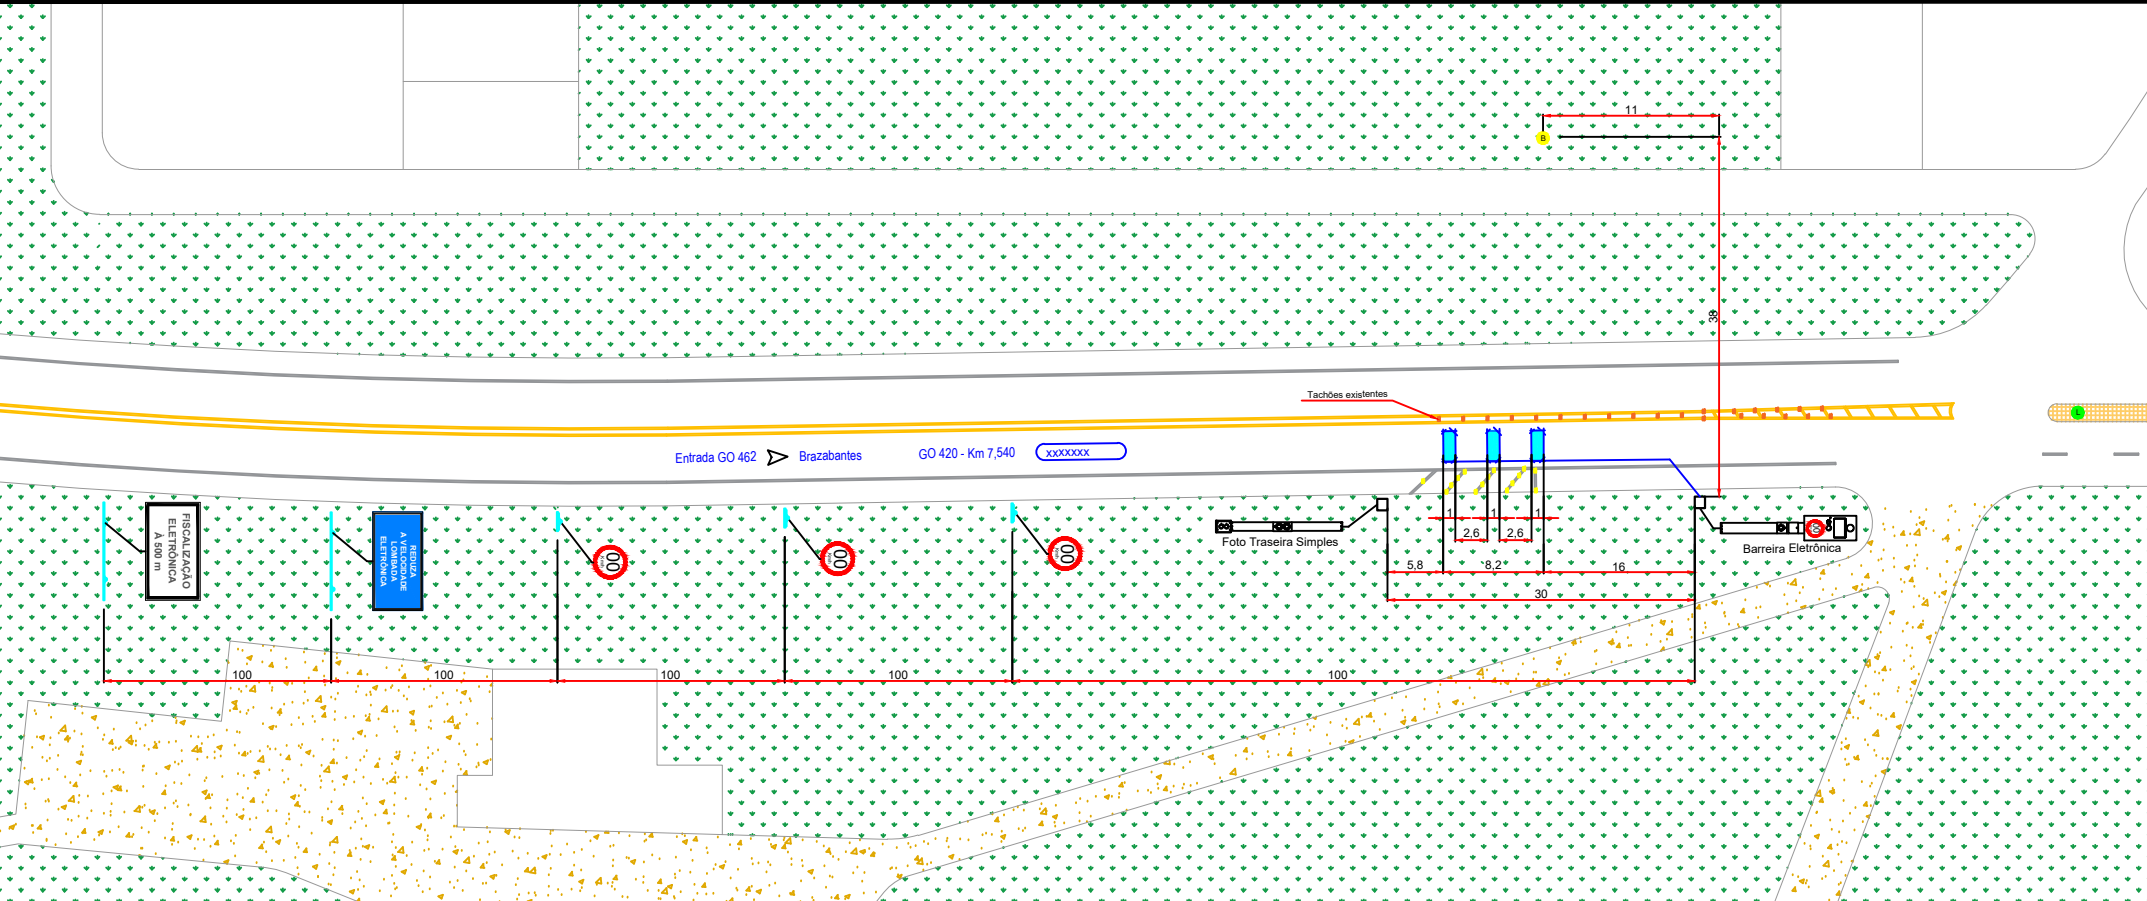 11
B
38
Tachões existentes
L
Entrada GO 462
Brazabantes
GO 420 - Km 7,540
xxxxxxx
FISCALIZAÇÃO
ELETRÔNICA
À 500 m
REDUZA
A VELOCIDADE
LOMBADA
ELETRÔNICA
00
00
00
Foto Traseira Simples
1
1
1
2,6
2,6
5,8
8,2
16
30
Barreira Eletrônica
100
100
100
100
100